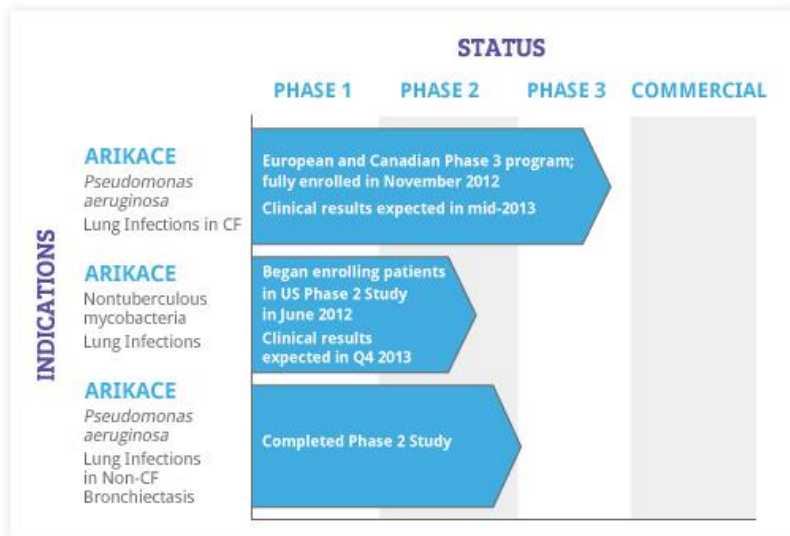 STATUS
PHASE 1 PHASE 2 PHASE 3 COMMERCIAL
INDICATIONS
ARIKACE
Pseudomonas
aeruginosa
Lung Infections in CF
European and Canadian Phase 3 program;
fully enrolled in November 2012
Clinical results expected in mid-2013
ARIKACE
Nontuberculous
mycobacteria
Lung Infections
Began enrolling patients
in US Phase 2 Study
in June 2012
Clinical results
expected in Q4 2013
ARIKACE
Pseudomonas
aeruginosa
Lung Infections
in Non-CF
Bronchiectasis
Completed Phase 2 Study